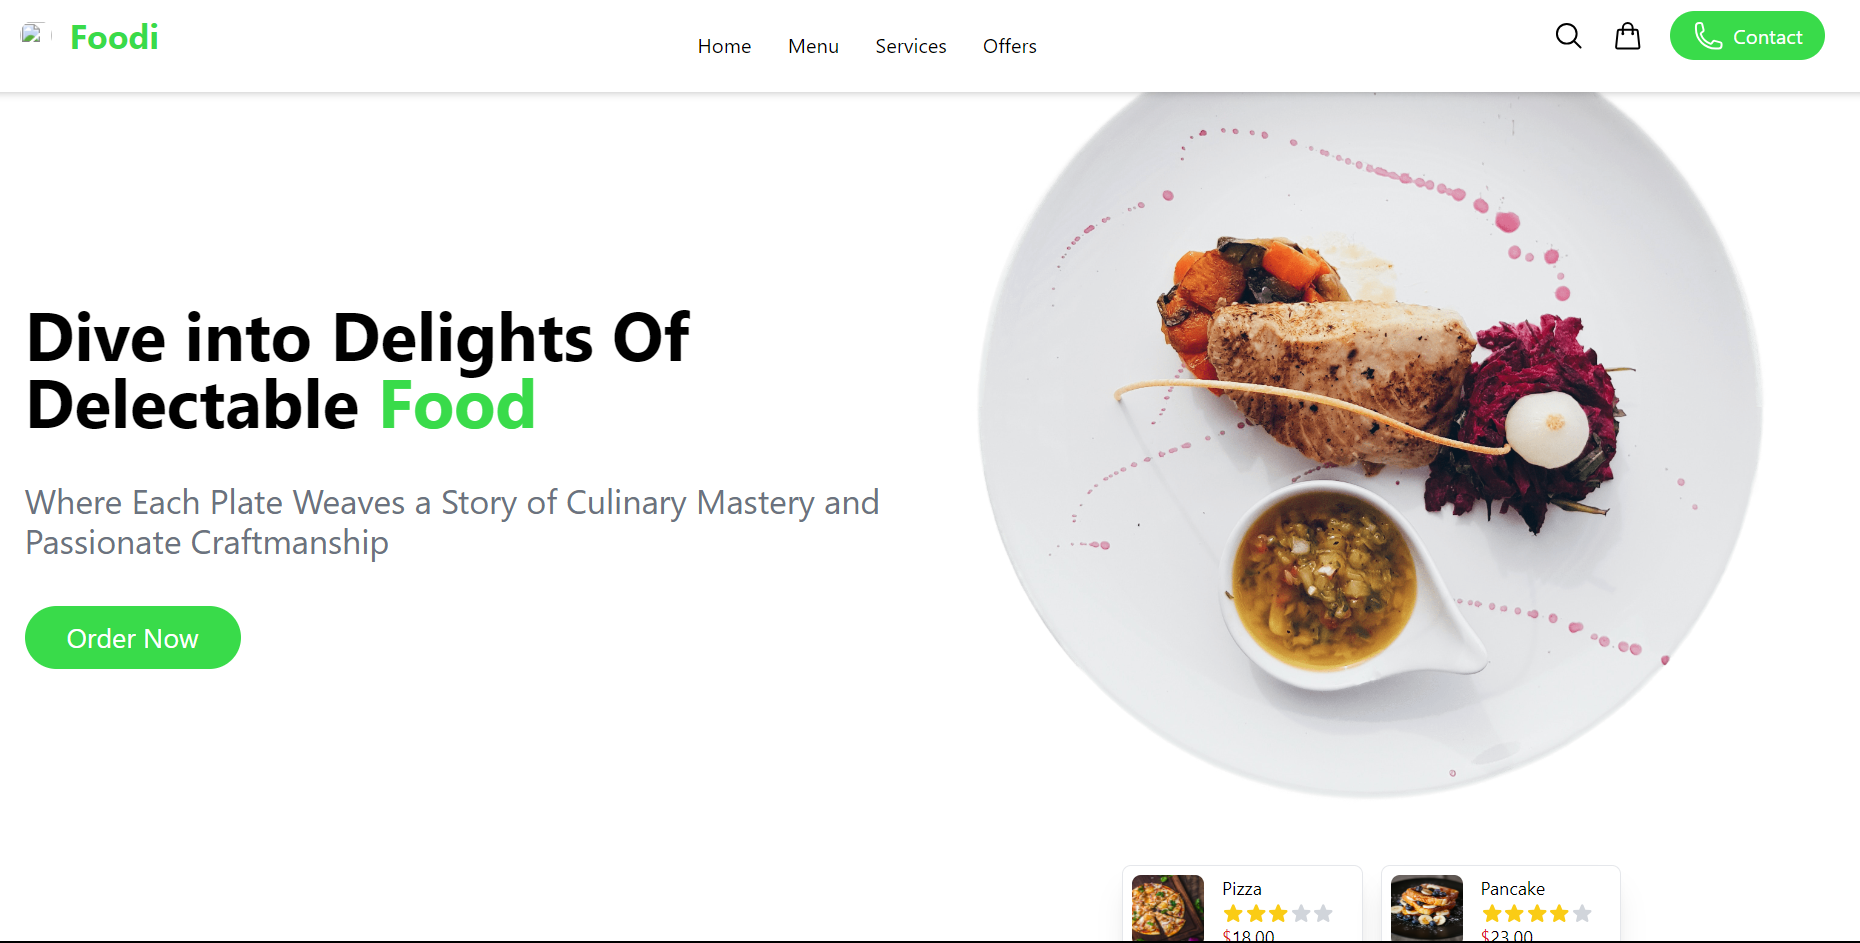 Foodi
Home Menu Services Offers
Contact
Dive into Delights Of
Delectable Food
Where Each Plate Weaves a Story of Culinary Mastery and
Passionate Craftmanship
Order Now
Pizza
$18.00
Pancake
$23.00